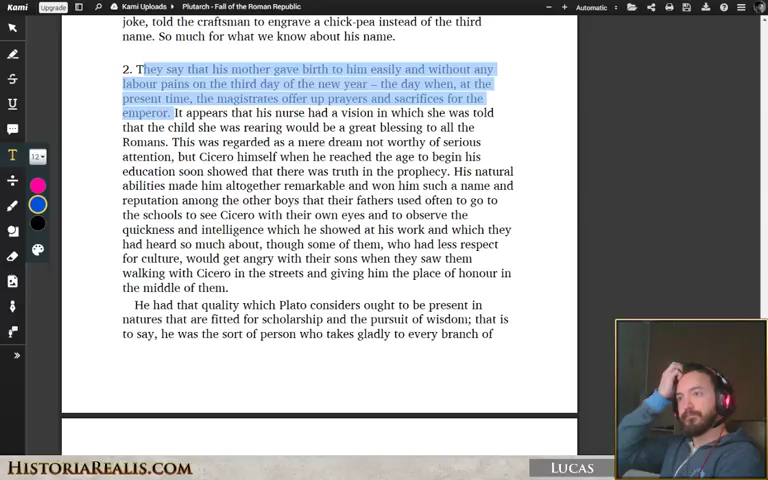 Kami
Upgrade
Kami Uploads > Plutarch - Fall of the Roman Republic
Automatic
12
joke, told the craftsman to engrave a chick-pea instead of the third
name. So much for what we know about his name.
2. They say that his mother gave birth to him easily and without any
labour pains on the third day of the new year – the day when, at the
present time, the magistrates offer up prayers and sacrifices for the
emperor. It appears that his nurse had a vision in which she was told
that the child she was rearing would be a great blessing to all the
Romans. This was regarded as a mere dream not worthy of serious
attention, but Cicero himself when he reached the age to begin his
education soon showed that there was truth in the prophecy. His natural
abilities made him altogether remarkable and won him such a name and
reputation among the other boys that their fathers used often to go to
the schools to see Cicero with their own eyes and to observe the
quickness and intelligence which he showed at his work and which they
had heard so much about, though some of them, who had less respect
for culture, would get angry with their sons when they saw them
walking with Cicero in the streets and giving him the place of honour in
the middle of them.
He had that quality which Plato considers ought to be present in
natures that are fitted for scholarship and the pursuit of wisdom; that is
to say, he was the sort of person who takes gladly to every branch of
HISTORIAREALIS.COM
LUCAS